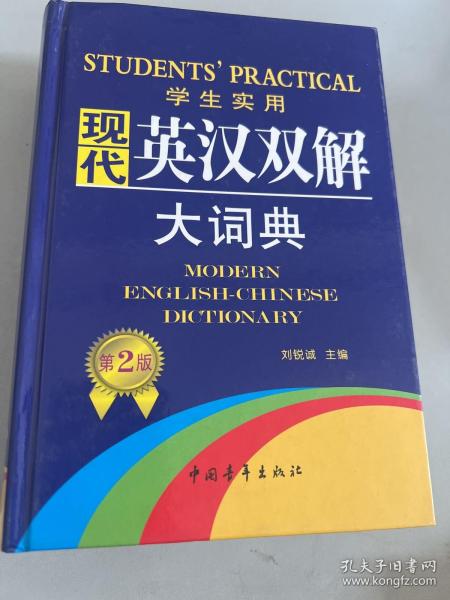 STUDENTS' PRACTICAL
学生实用
现代
英汉双解
大词典
MODERN
ENGLISH-CHINESE
DICTIONARY
第2版
刘锐诚 主编
中国青年出版社
孔夫子旧书网
www.kongfz.com